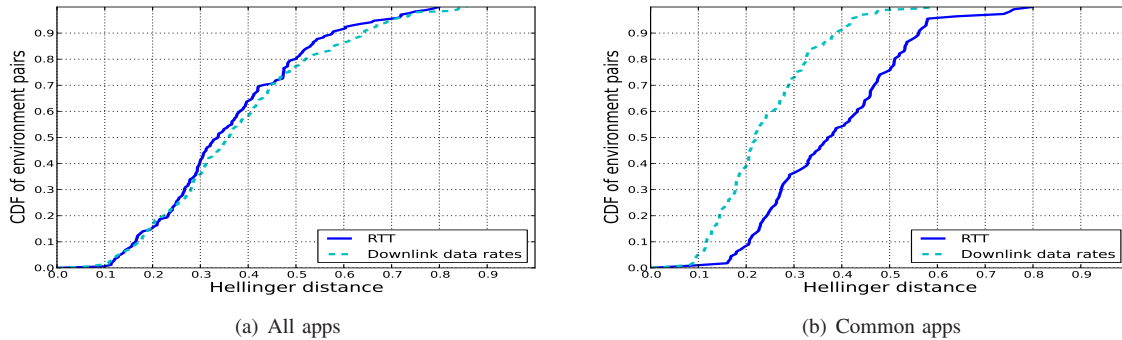 CDF of environment pairs
0.9
0.8
0.7
0.6
0.5
0.4
0.3
0.2
0.1
0.0
0.0 0.1 0.2 0.3 0.4 0.5 0.6 0.7 0.8 0.9
Hellinger distance
RTT
Downlink data rates
(a) All apps
CDF of environment pairs
0.9
0.8
0.7
0.6
0.5
0.4
0.3
0.2
0.1
0.0
0.0 0.1 0.2 0.3 0.4 0.5 0.6 0.7 0.8 0.9
Hellinger distance
RTT
Downlink data rates
(b) Common apps